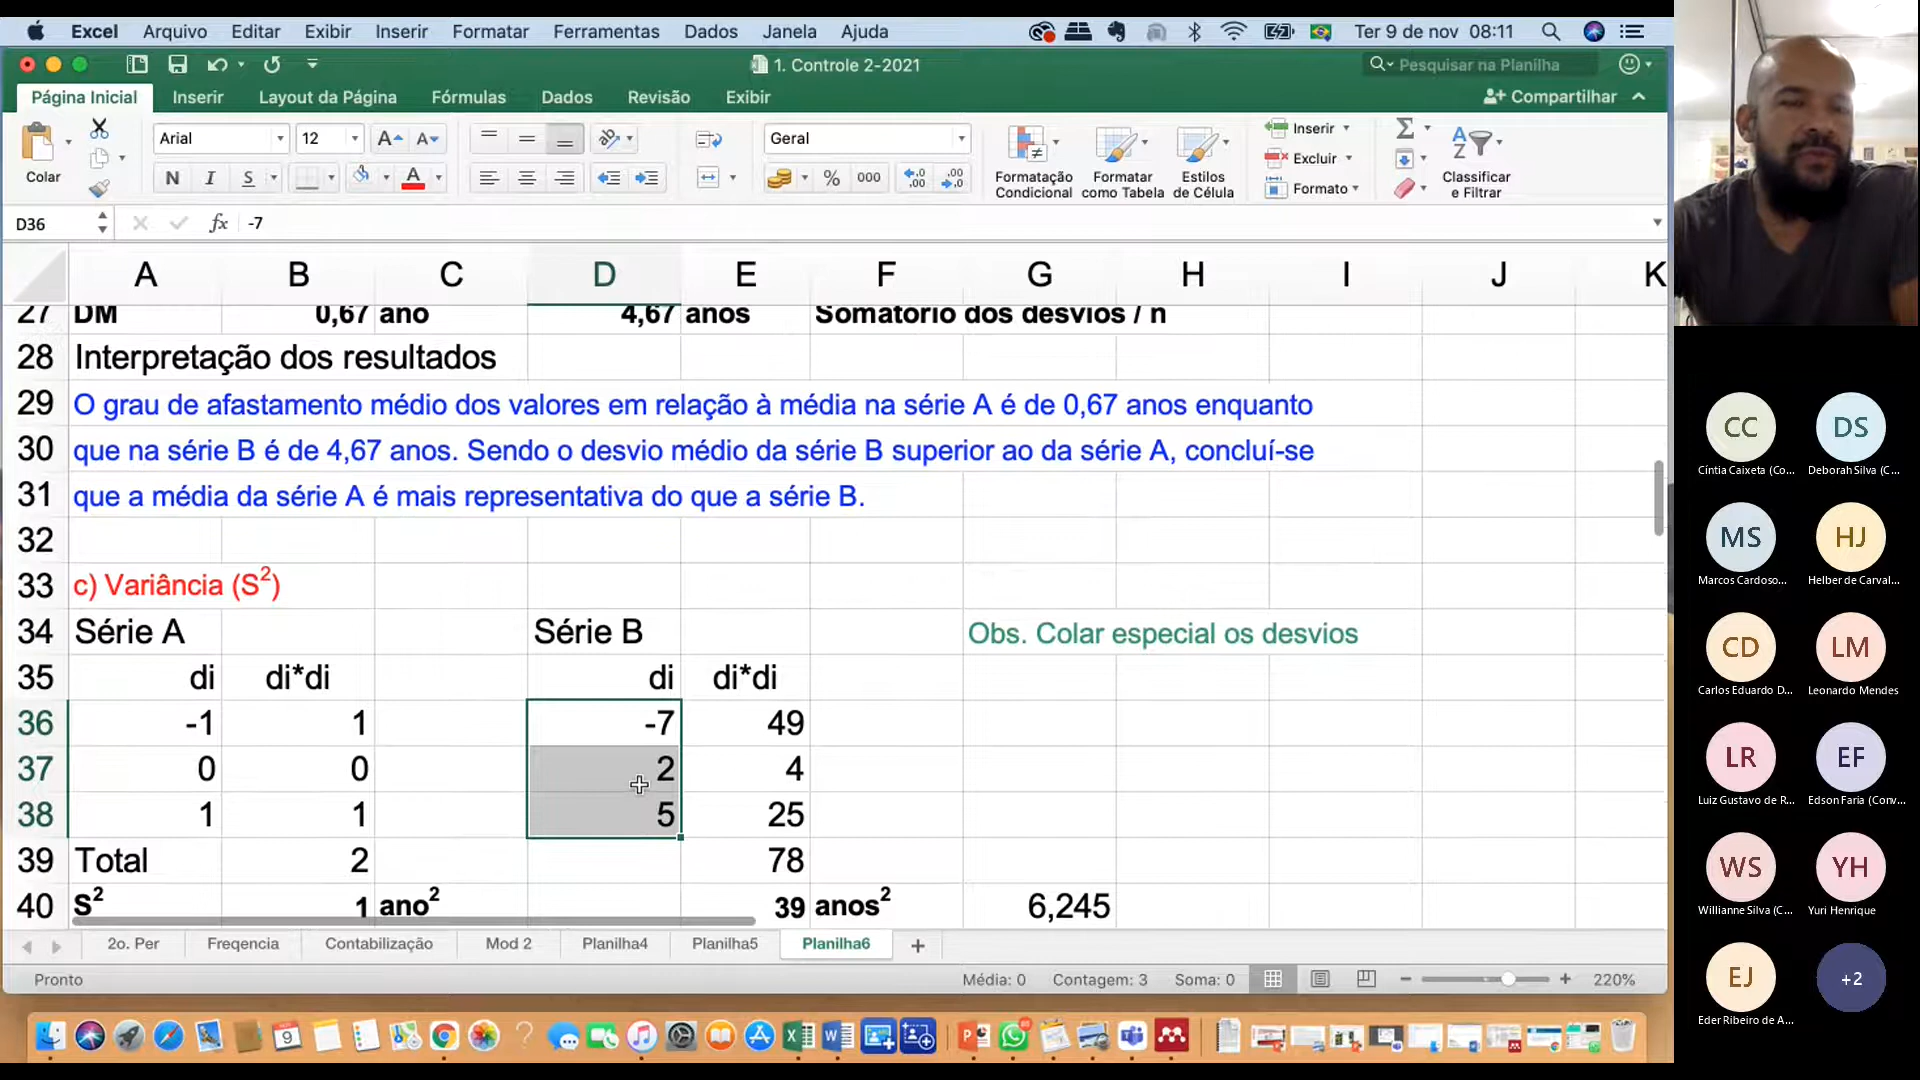 Excel Arquivo Editar Exibir Inserir Formatar Ferramentas Dados Janela Ajuda Ter 9 de nov 08:11
1. Controle 2-2021
Pesquisar na Planilha
Página Inicial Inserir Layout da Página Fórmulas Dados Revisão Exibir Compartilhar
Arial 12 A A Geral Inserir
Colar N I S A % 000 Formatação Condicional Formatar como Tabela Estilos de Célula Excluir Formato Classificar e Filtrar
D36 fx -7
A B C D E F G H I J K
27 DM 0,67 ano 4,67 anos Somatório dos desvios / n
28 Interpretação dos resultados
29 O grau de afastamento médio dos valores em relação à média na série A é de 0,67 anos enquanto
30 que na série B é de 4,67 anos. Sendo o desvio médio da série B superior ao da série A, concluí-se
31 que a média da série A é mais representativa do que a série B.
32
33 c) Variância (S²)
34 Série A Série B Obs. Colar especial os desvios
35 di di*di di di*di
36 -1 1 -7 49
37 0 0 2 4
38 1 1 5 25
39 Total 2 78
40 S² 1 ano² 39 anos² 6,245
2o. Per Freqencia Contabilização Mod 2 Planilha4 Planilha5 Planilha6 +
Pronto Média: 0 Contagem: 3 Soma: 0 220%
CC DS
Cíntia Caixeta (Co... Deborah Silva (C...
MS HJ
Marcos Cardoso... Helber de Carval...
CD LM
Carlos Eduardo D... Leonardo Mendes
LR EF
Luiz Gustavo de R... Edson Faria (Conv...
WS YH
Willianne Silva (C... Yuri Henrique
EJ +2
Eder Ribeiro de A...